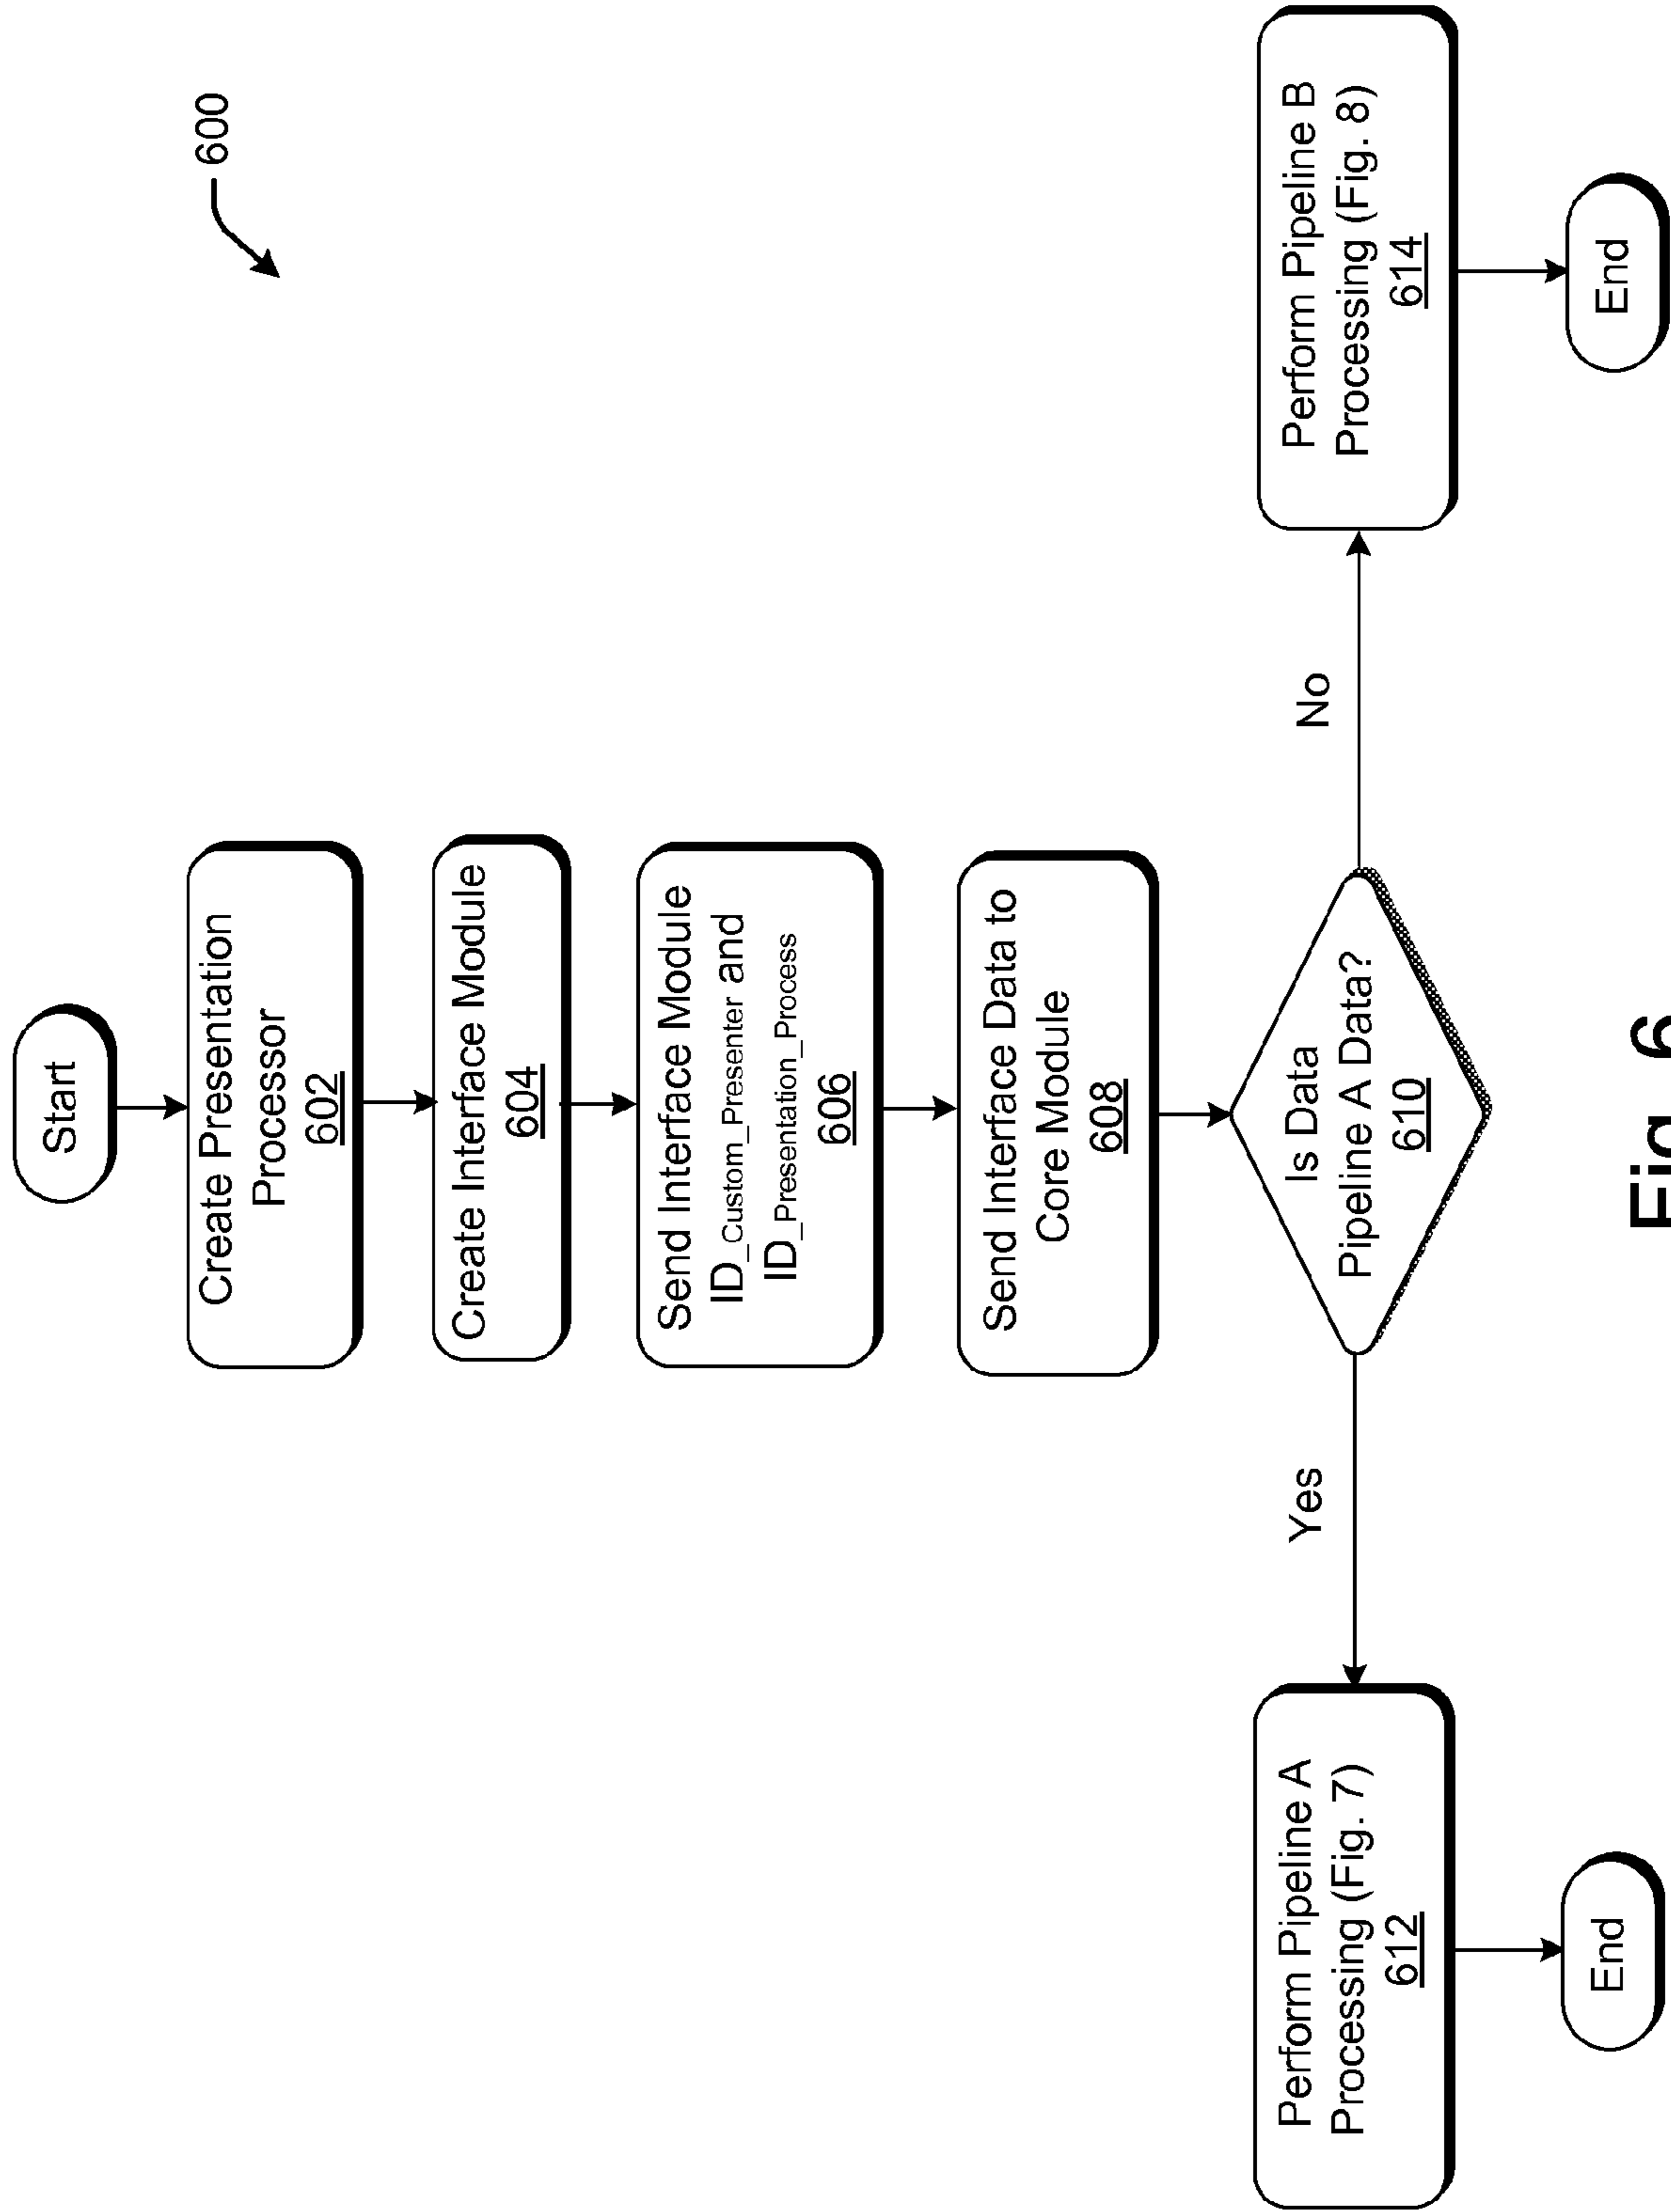 600
Start
Create Presentation
Processor
602
Create Interface Module
604
Send Interface Module
ID_Custom_Presenter and
ID_Presentation_Process
606
Send Interface Data to
Core Module
608
Is Data
Pipeline A Data?
610
Yes
No
Perform Pipeline A
Processing (Fig. 7)
612
End
Perform Pipeline B
Processing (Fig. 8)
614
End
Fig. 6